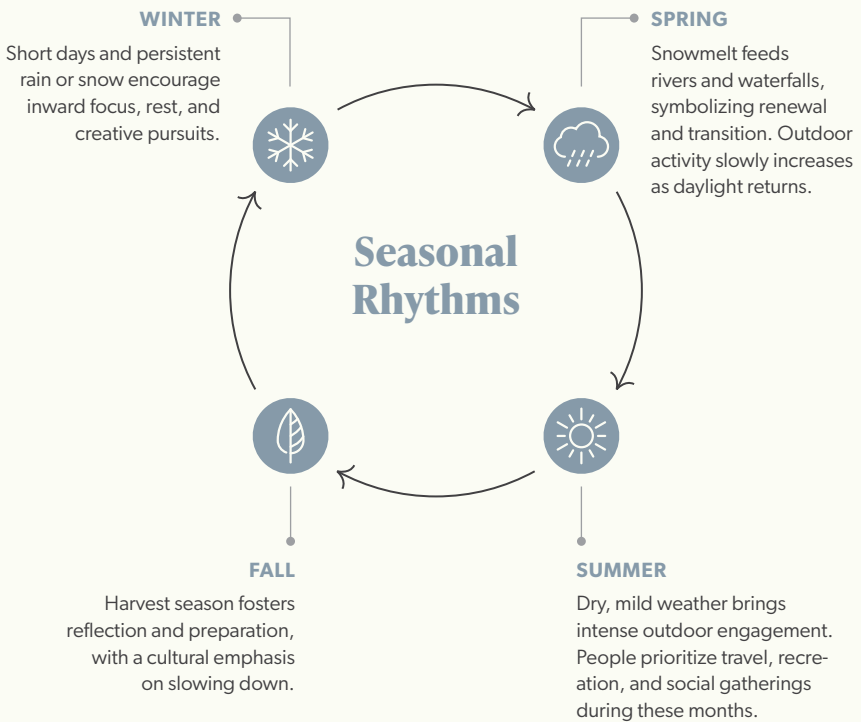 WINTER
Short days and persistent
rain or snow encourage
inward focus, rest, and
creative pursuits.
SPRING
Snowmelt feeds
rivers and waterfalls,
symbolizing renewal
and transition. Outdoor
activity slowly increases
as daylight returns.
Seasonal
Rhythms
FALL
Harvest season fosters
reflection and preparation,
with a cultural emphasis
on slowing down.
SUMMER
Dry, mild weather brings
intense outdoor engagement.
People prioritize travel, recre-
ation, and social gatherings
during these months.